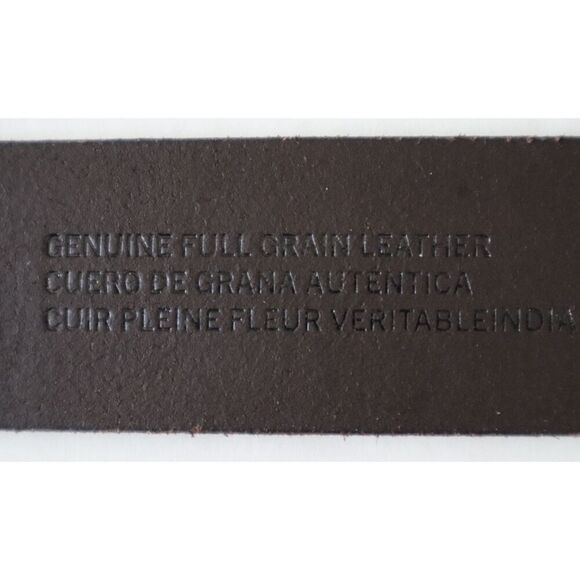 GENUINE FULL GRAIN LEATHER
CUERO DE GRANA AUTENTICA
CUIR PLEINE FLEUR VERITABLEINDIA